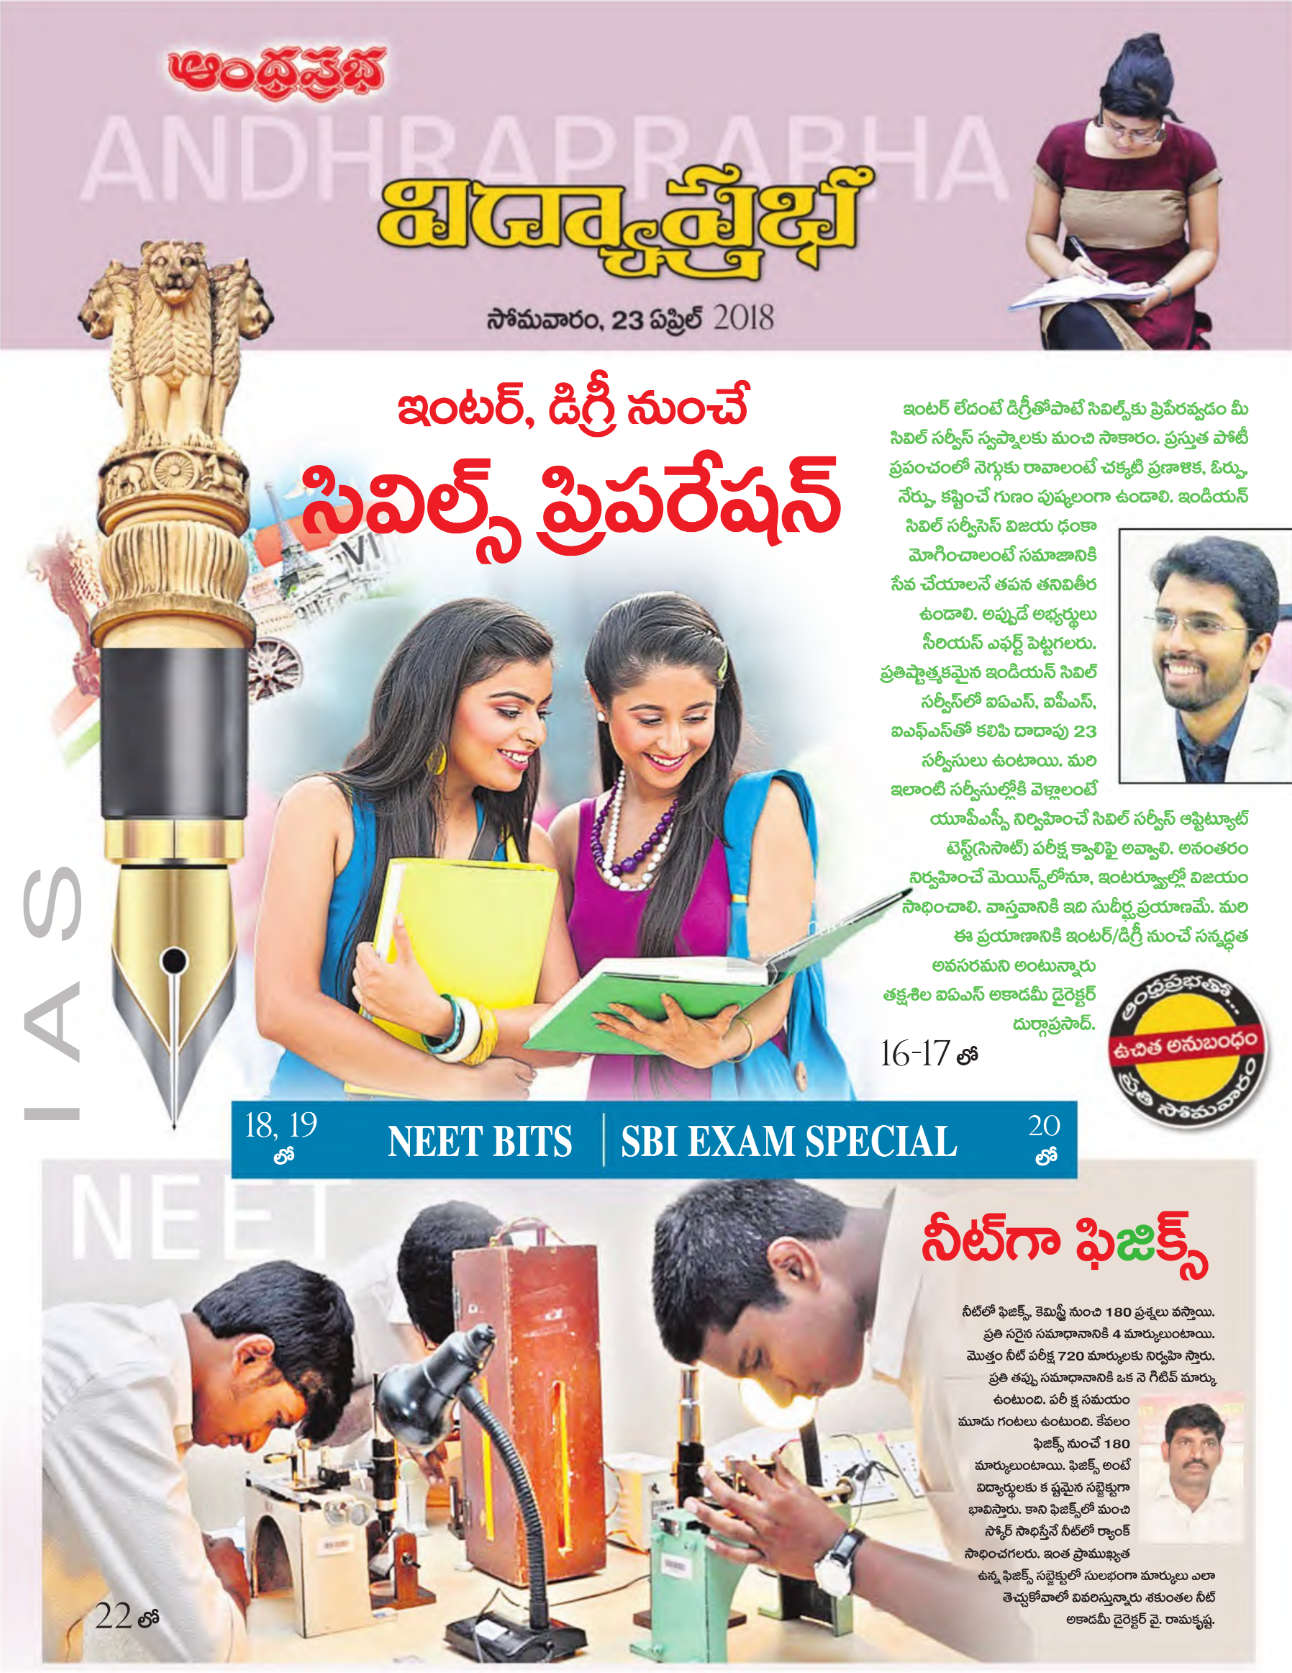 ఆంధ్రప్రభ
ANDHRAPRABHA
విద్యాప్రభ
సోమవారం, 23 ఏప్రిల్ 2018
ఇంటర్, డిగ్రీ నుంచే
సివిల్స్ ప్రిపరేషన్
ఇంటర్ లేదంటే డిగ్రీతోపాటే సివిల్స్‌కు ప్రిపేరవ్వడం మీ
సివిల్ సర్వీస్ స్వప్నాలకు మంచి సాకారం. ప్రస్తుత పోటీ
ప్రపంచంలో నెగ్గుకు రావాలంటే చక్కటి ప్రణాళిక, ఓర్పు,
నేర్పు, కష్టించే గుణం పుష్కలంగా ఉండాలి. ఇండియన్
సివిల్ సర్వీసెస్ విజయ ఢంకా
మోగించాలంటే సమాజానికి
సేవ చేయాలనే తపన తనివితీర
ఉండాలి. అప్పుడే అభ్యర్థులు
సీరియస్ ఎఫర్ట్ పెట్టగలరు.
ప్రతిష్టాత్మకమైన ఇండియన్ సివిల్
సర్వీస్‌లో ఐఏఎస్, ఐపీఎస్,
ఐఎఫ్ఎస్‌తో కలిపి దాదాపు 23
సర్వీసులు ఉంటాయి. మరి
ఇలాంటి సర్వీసుల్లోకి వెళ్లాలంటే
యూపీఎస్సీ నిర్విహించే సివిల్ సర్వీస్ ఆప్టిట్యూట్
టెస్ట్(సిసాట్) పరీక్ష క్వాలిఫై అవ్వాలి. అనంతరం
నిర్వహించే మెయిన్స్‌లోనూ, ఇంటర్వ్యూల్లో విజయం
సాధించాలి. వాస్తవానికి ఇది సుదీర్ఘ ప్రయాణమే. మరి
ఈ ప్రయాణానికి ఇంటర్/డిగ్రీ నుంచే సన్నద్ధత
అవసరమని అంటున్నారు
తక్షశిల ఐఏఎస్ అకాడమీ డైరెక్టర్
దుర్గాప్రసాద్.
16-17 లో
ఆంధ్రప్రభతో...
ఉచిత అనుబంధం
ప్రతి సోమవారం
IAS
VI
18, 19
లో
NEET BITS
SBI EXAM SPECIAL
20
లో
NEET
నీట్‌గా ఫిజిక్స్
నీట్‌లో ఫిజిక్స్, కెమిస్ట్రీ నుంచి 180 ప్రశ్నలు వస్తాయి.
ప్రతి సరైన సమాధానానికి 4 మార్కులుంటాయి.
మొత్తం నీట్ పరీక్ష 720 మార్కులకు నిర్వహి స్తారు.
ప్రతి తప్పు సమాధానానికి ఒక నె గిటివ్ మార్కు
ఉంటుంది. పరీ క్ష సమయం
మూడు గంటలు ఉంటుంది. కేవలం
ఫిజిక్స్ నుంచే 180
మార్కులుంటాయి. ఫిజిక్స్ అంటే
విద్యార్థులకు క ష్టమైన సబ్జెక్టుగా
భావిస్తారు. కాని ఫిజిక్స్‌లో మంచి
స్కోర్ సాధిస్తేనే నీట్‌లో ర్యాంక్
సాధించగలరు. ఇంత ప్రాముఖ్యత
ఉన్న ఫిజిక్స్ సబ్జెక్టులో సులభంగా మార్కులు ఎలా
తెచ్చుకోవాలో వివరిస్తున్నారు శకుంతల నీట్
అకాడమీ డైరెక్టర్ వై. రామకృష్ణ.
22 లో